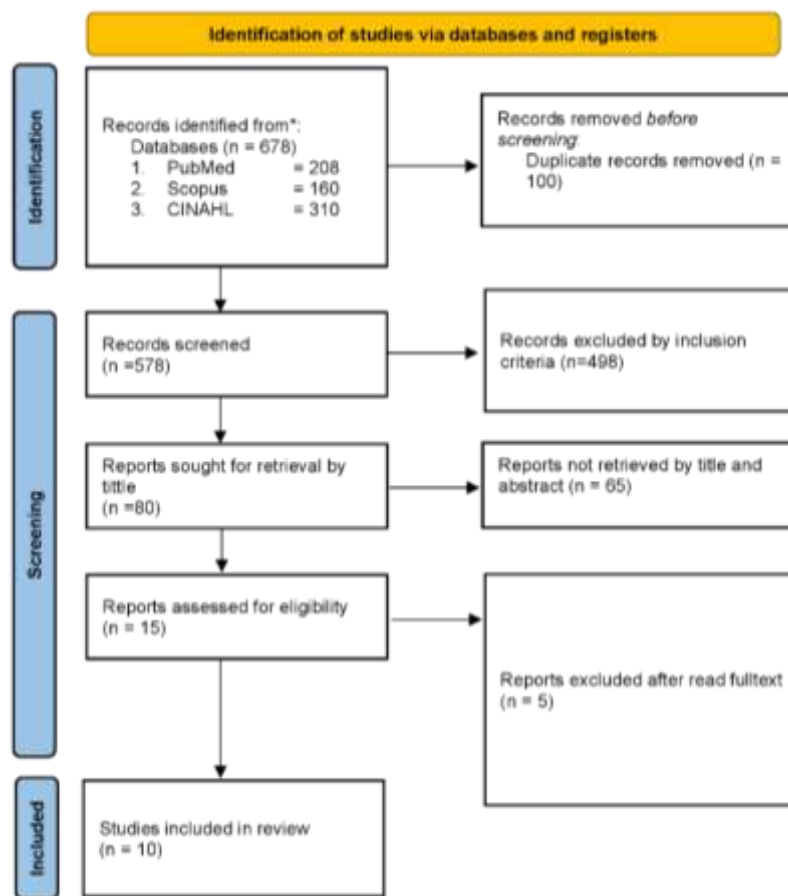 Identification of studies via databases and registers
Identification
Records identified from*:
Databases (n = 678)
1. PubMed = 208
2. Scopus = 160
3. CINAHL = 310
Records removed before
screening:
Duplicate records removed (n =
100)
Screening
Records screened
(n =578)
Records excluded by inclusion
criteria (n=498)
Reports sought for retrieval by
tittle
(n =80)
Reports not retrieved by title and
abstract (n = 65)
Reports assessed for eligibility
(n = 15)
Reports excluded after read fulltext
(n = 5)
Included
Studies included in review
(n = 10)